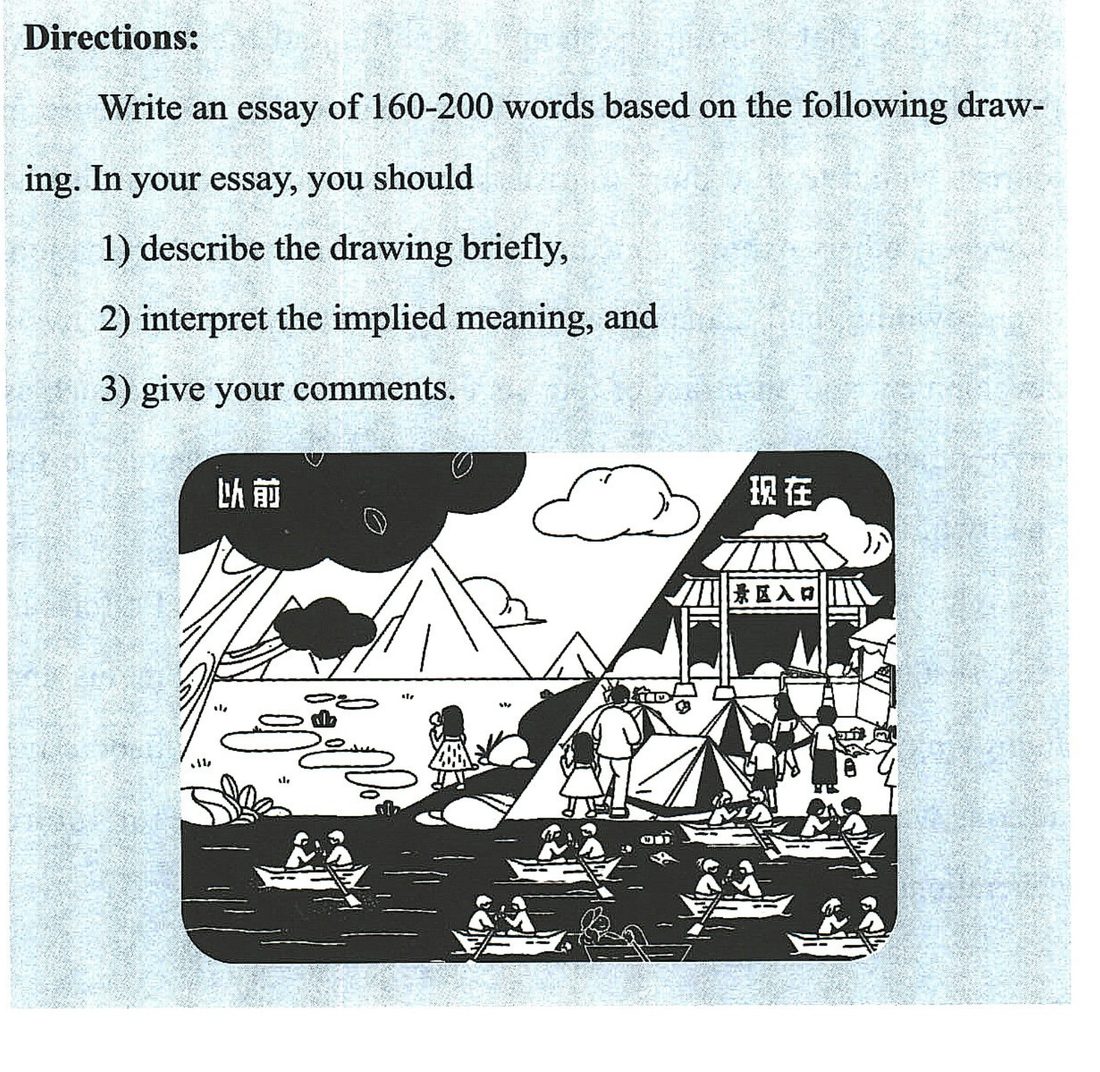 Directions:
Write an essay of 160-200 words based on the following draw-
ing. In your essay, you should
1) describe the drawing briefly,
2) interpret the implied meaning, and
3) give your comments.
以前
现在
景区入口